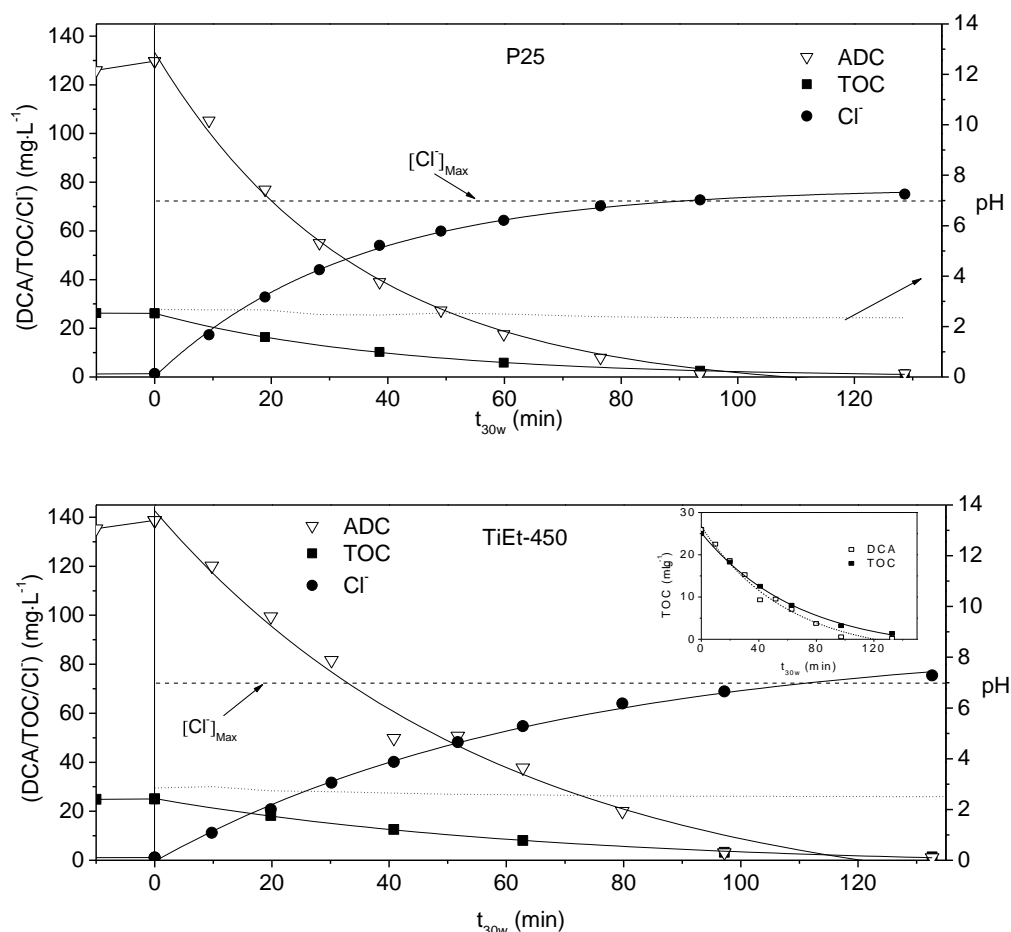 P25
ADC
TOC
Cl-
[Cl-]Max
(DCA/TOC/Cl-) (mg·L-1)
140
120
100
80
60
40
20
0
14
12
10
8
6
4
2
0
pH
0 20 40 60 80 100 120
t30w (min)
TiEt-450
ADC
TOC
Cl-
[Cl-]Max
(DCA/TOC/Cl-) (mg·L-1)
140
120
100
80
60
40
20
0
14
12
10
8
6
4
2
0
pH
30
20
10
0
TOC (mlg-1)
DCA
TOC
0 40 80 120
t30w (min)
0 20 40 60 80 100 120
t30w (min)